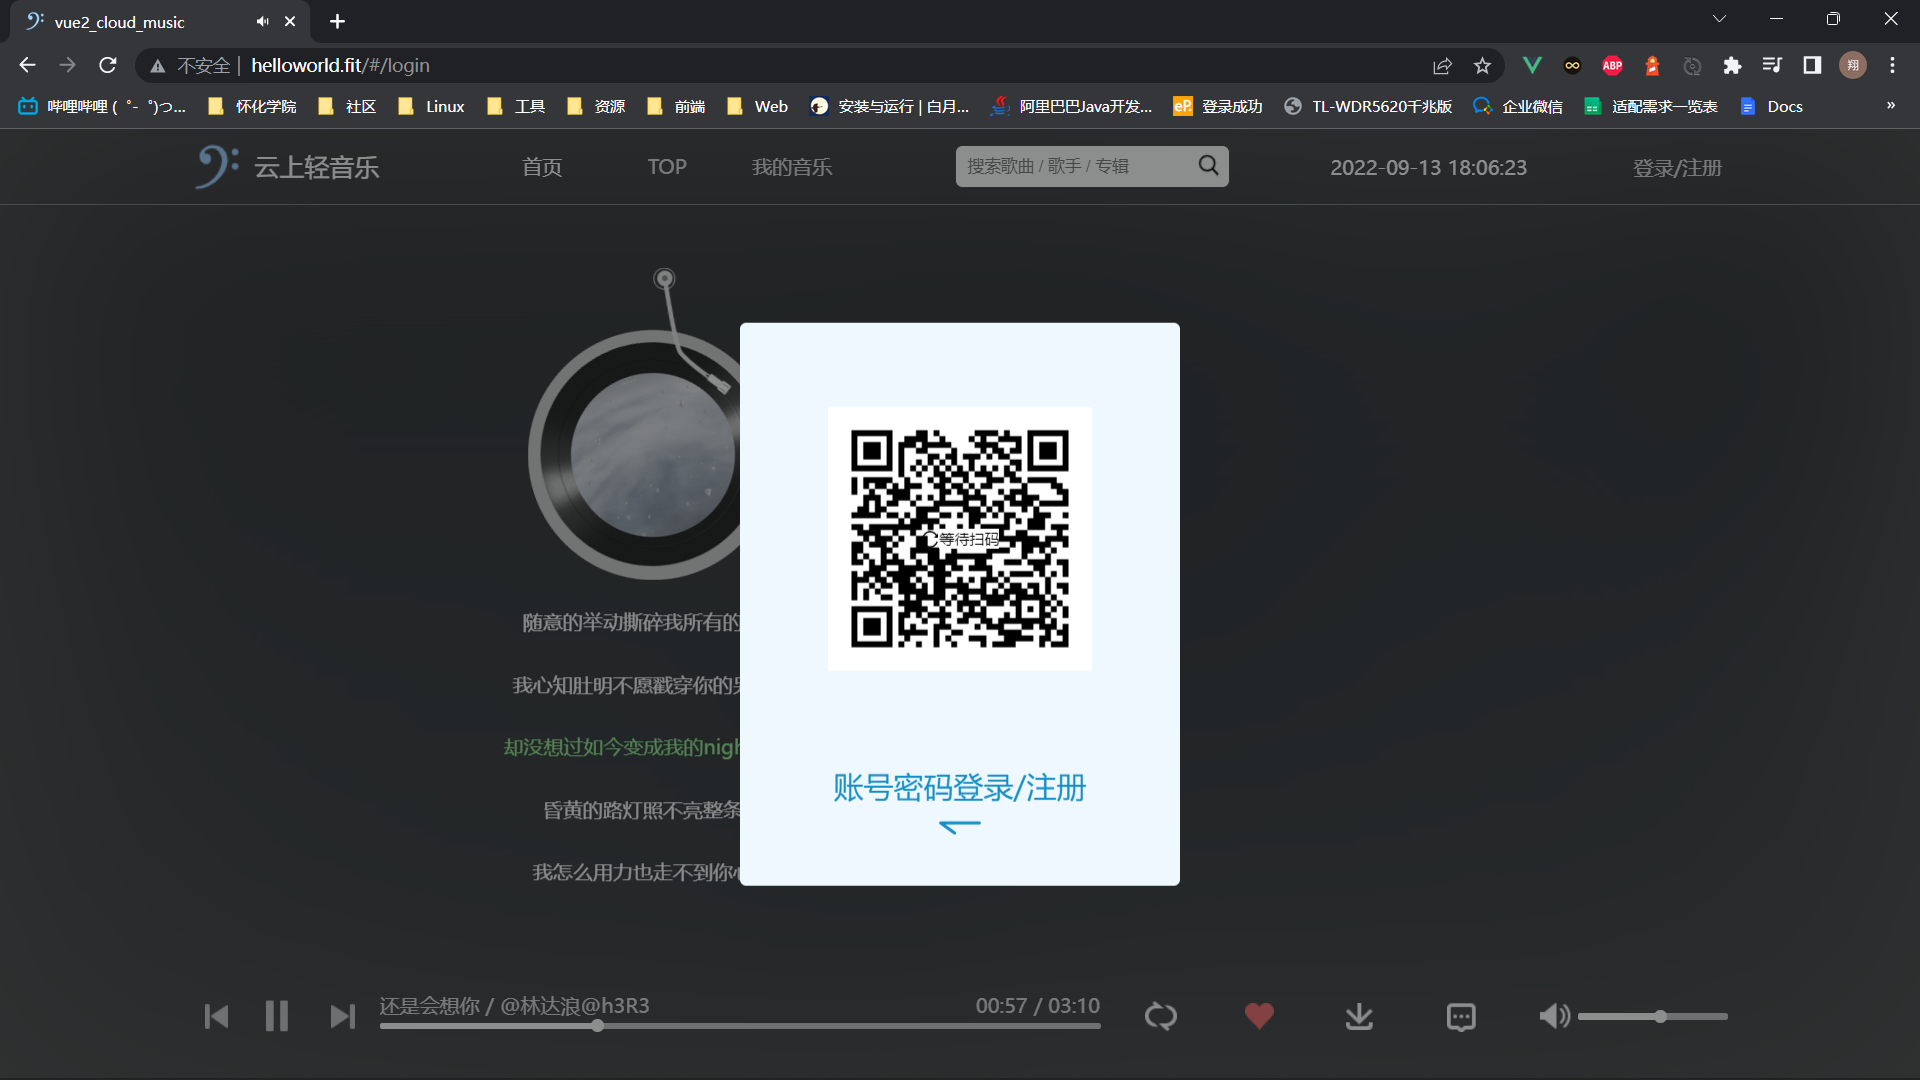 vue2_cloud_music
不安全 | helloworld.fit/#/login
ABP
翔
哔哩哔哩 ( ゜- ゜)つ...
怀化学院
社区
Linux
工具
资源
前端
Web
安装与运行 | 白月...
阿里巴巴Java开发...
eP.
登录成功
TL-WDR5620千兆版
企业微信
适配需求一览表
Docs
»
云上轻音乐
首页
TOP
我的音乐
搜索歌曲 / 歌手 / 专辑
2022-09-13 18:06:23
登录/注册
等待扫码
随意的举动撕碎我所有的
我心知肚明不愿戳穿你的
却没想过如今变成我的nigh
昏黄的路灯照不亮整条
我怎么用力也走不到你
账号密码登录/注册
还是会想你 / @林达浪@h3R3
00:57 / 03:10